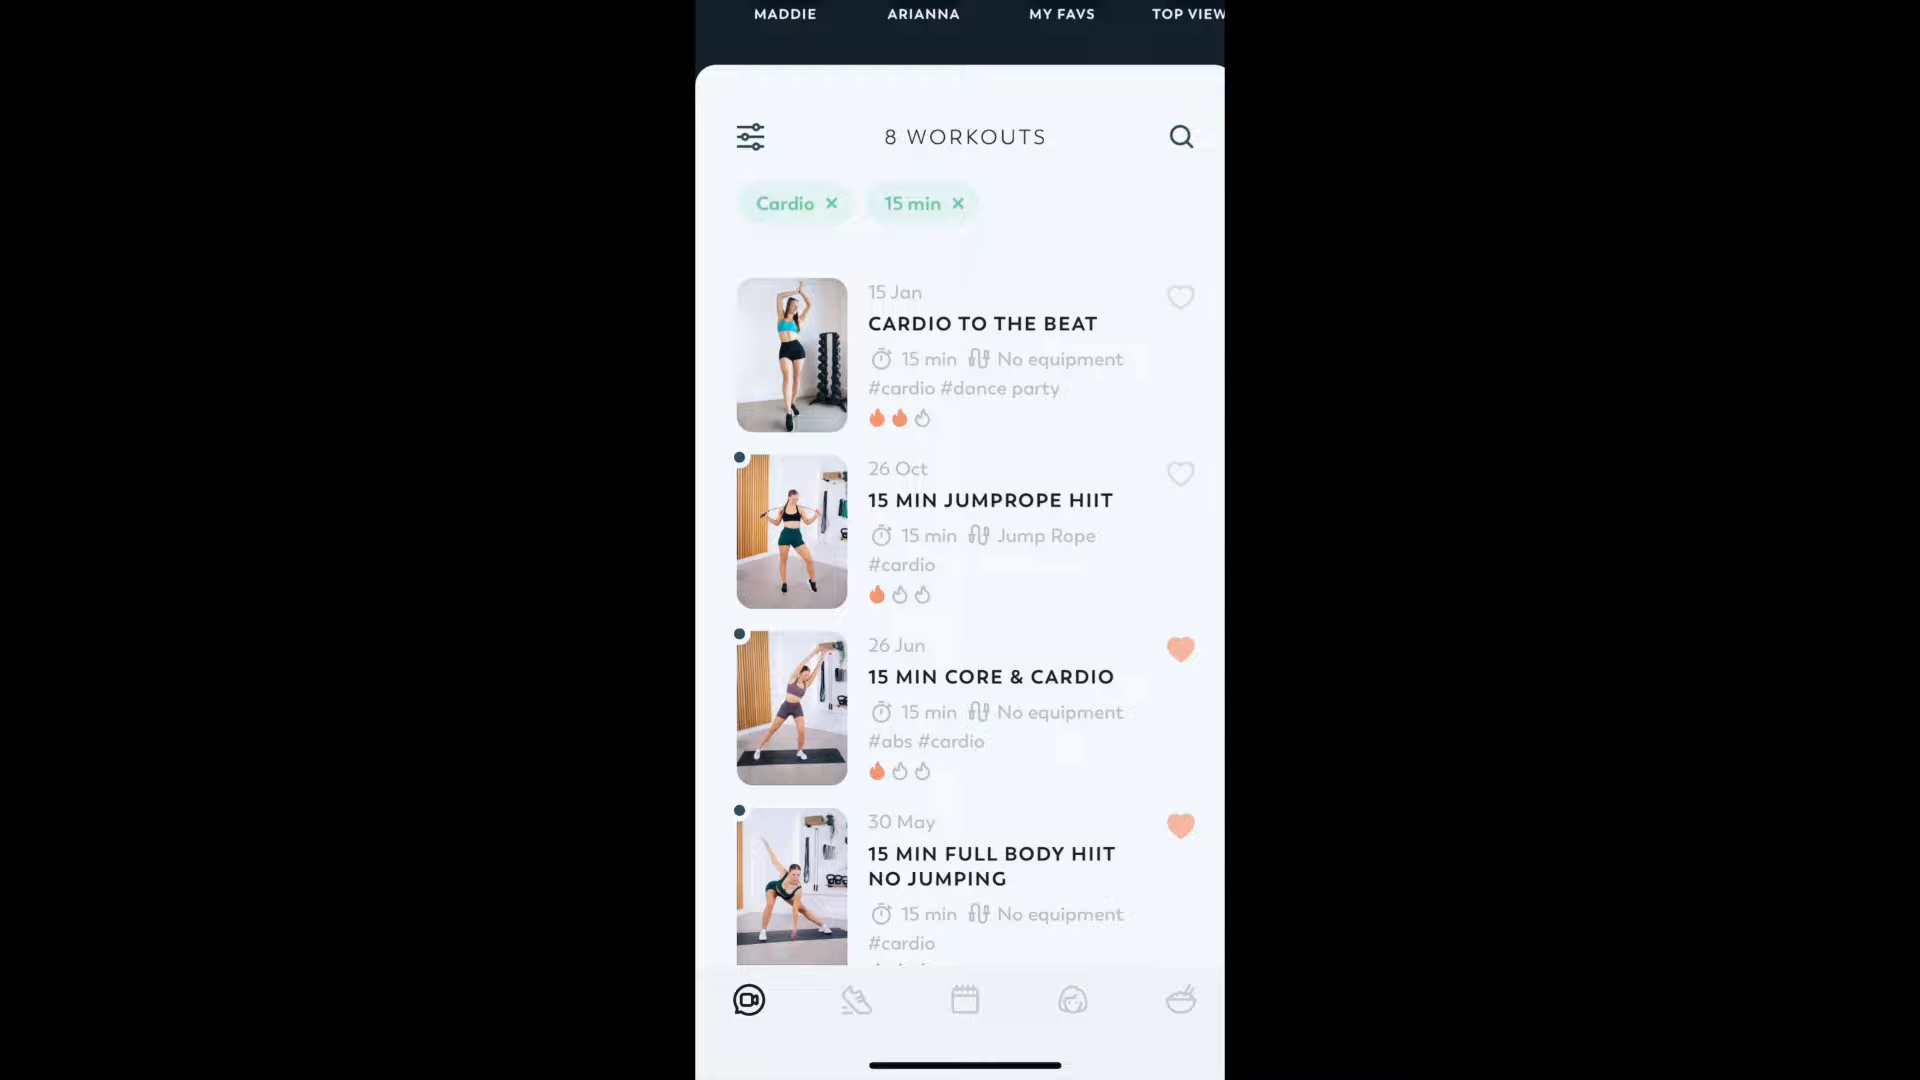 MADDIE ARIANNA MY FAVS TOP VIEW
8 WORKOUTS
Cardio × 15 min ×
15 Jan
CARDIO TO THE BEAT
15 min No equipment
#cardio #dance party
26 Oct
15 MIN JUMPROPE HIIT
15 min Jump Rope
#cardio
26 Jun
15 MIN CORE & CARDIO
15 min No equipment
#abs #cardio
30 May
15 MIN FULL BODY HIIT
NO JUMPING
15 min No equipment
#cardio